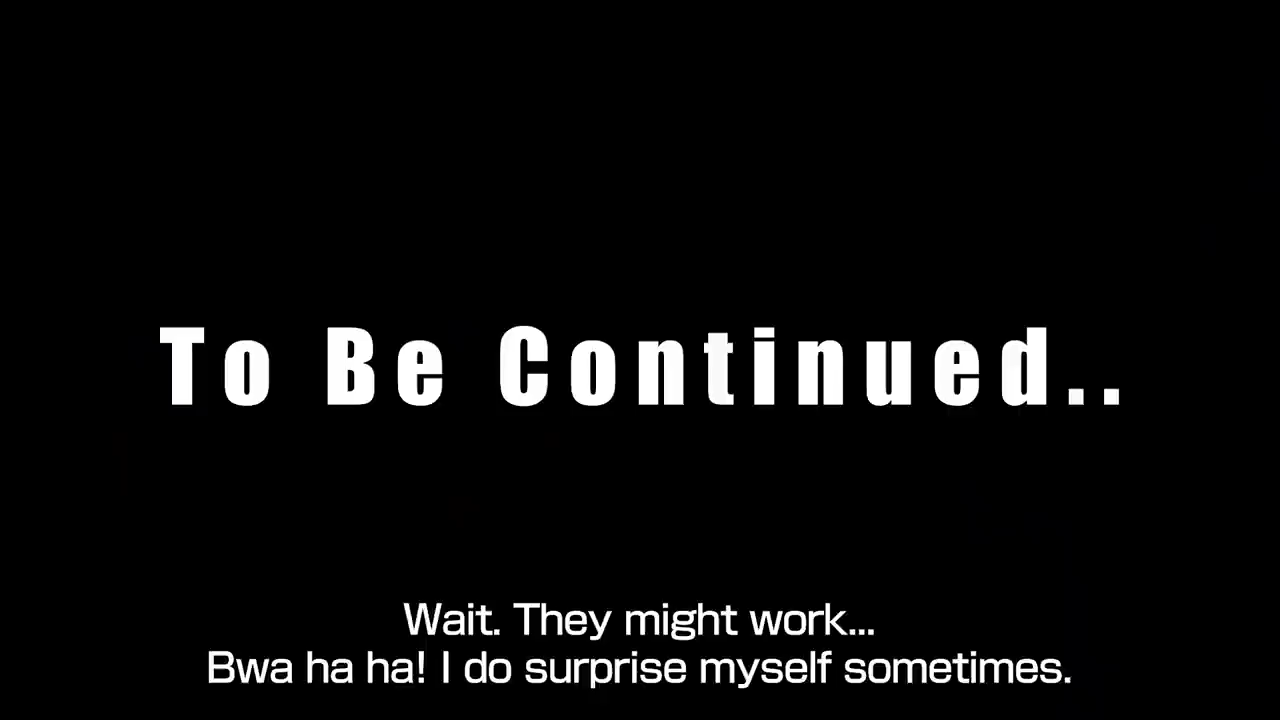 To Be Continued..
Wait. They might work...
Bwa ha ha! I do surprise myself sometimes.